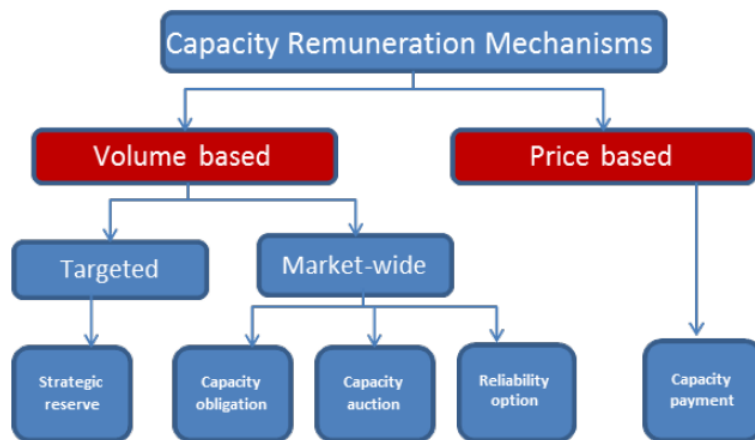 Capacity Remuneration Mechanisms
Volume based
Price based
Targeted
Market-wide
Strategic
reserve
Capacity
obligation
Capacity
auction
Reliability
option
Capacity
payment